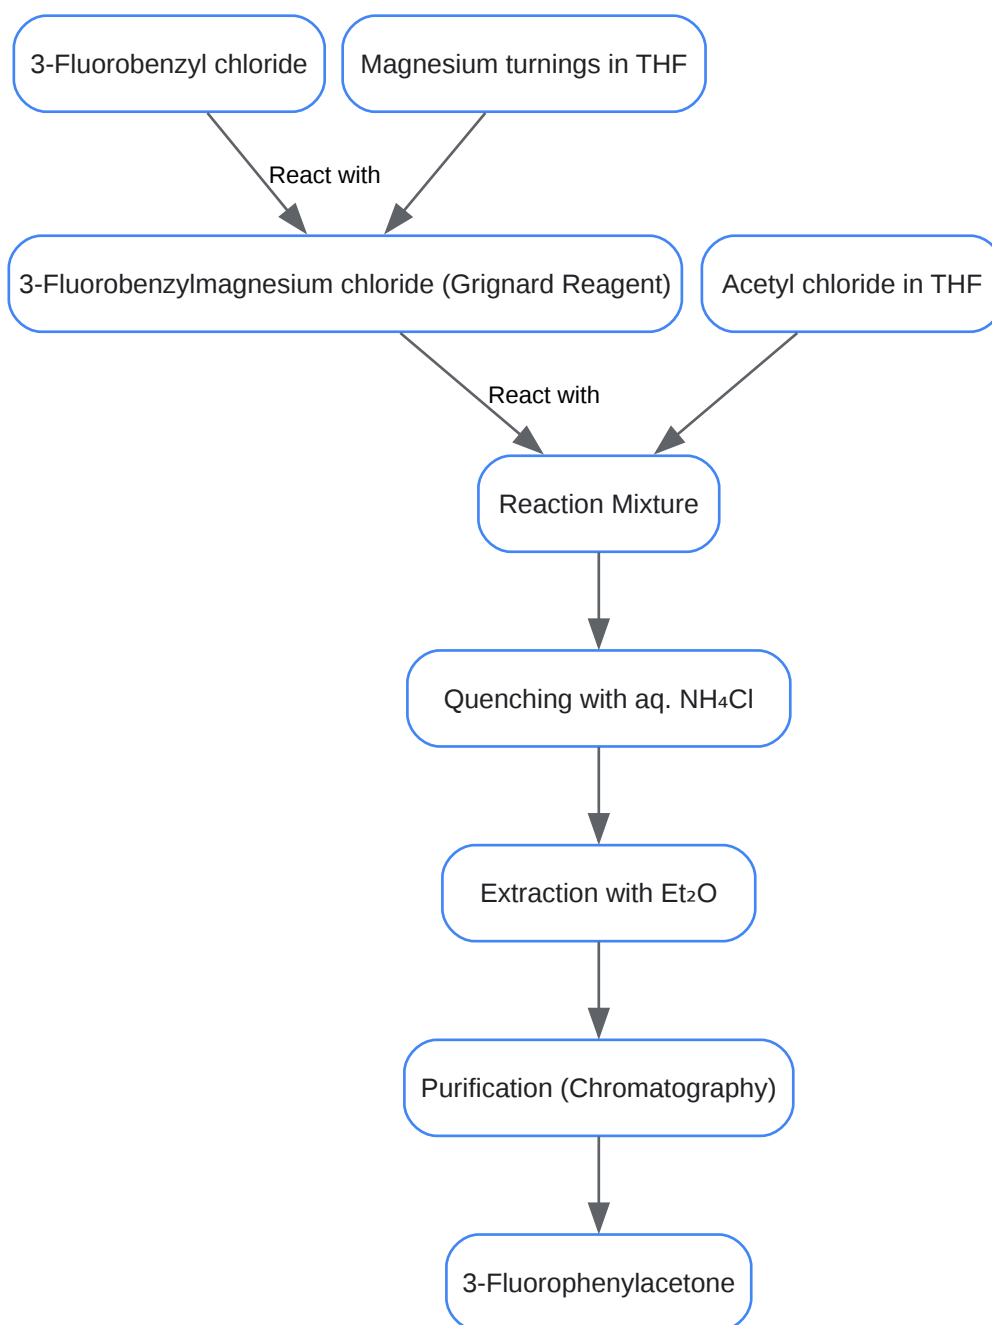 3-Fluorobenzyl chloride
Magnesium turnings in THF
React with
3-Fluorobenzylmagnesium chloride (Grignard Reagent)
Acetyl chloride in THF
React with
Reaction Mixture
Quenching with aq. NH₄Cl
Extraction with Et₂O
Purification (Chromatography)
3-Fluorophenylacetone